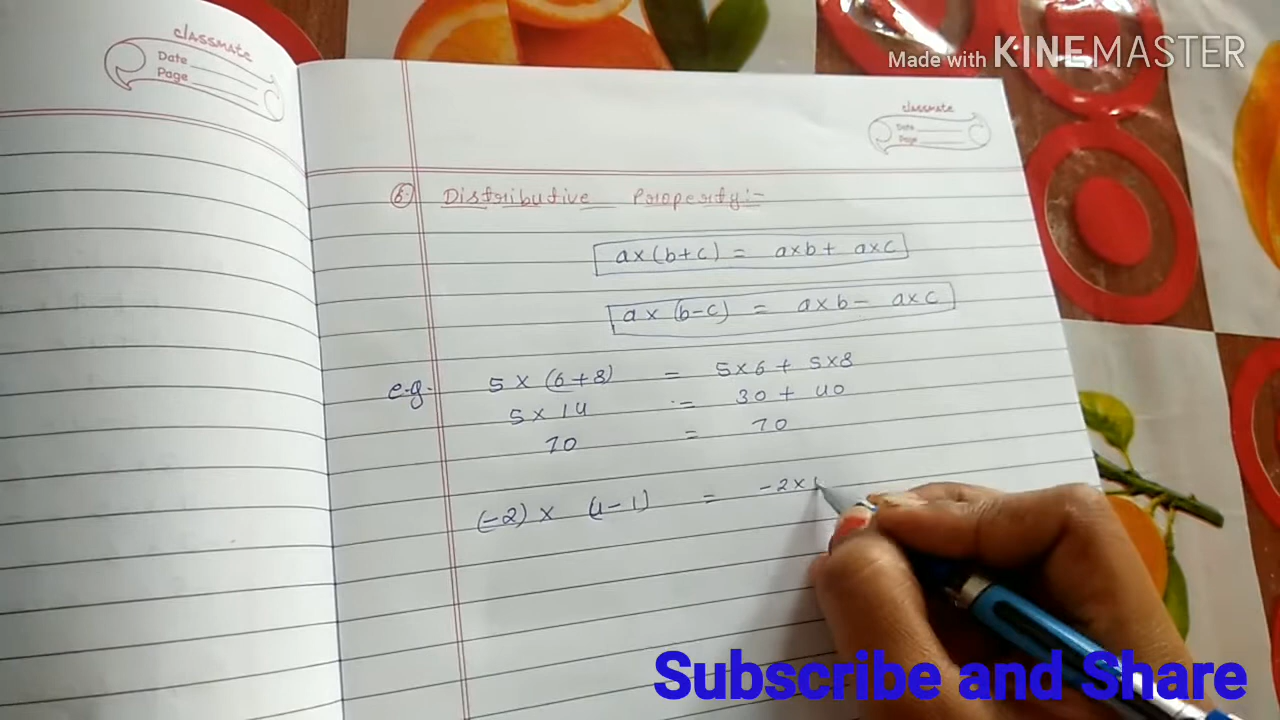 classmate
Date
Page
Made with KINEMASTER
classmate
Date
Page
6. Distributive Property:-
a×(b+c) = a×b + a×c
a×(b-c) = a×b - a×c
e.g. 5 × (6+8) = 5×6 + 5×8
5 × 14 = 30 + 40
70 = 70
(-2) × (4-1) = -2×
Subscribe and Share